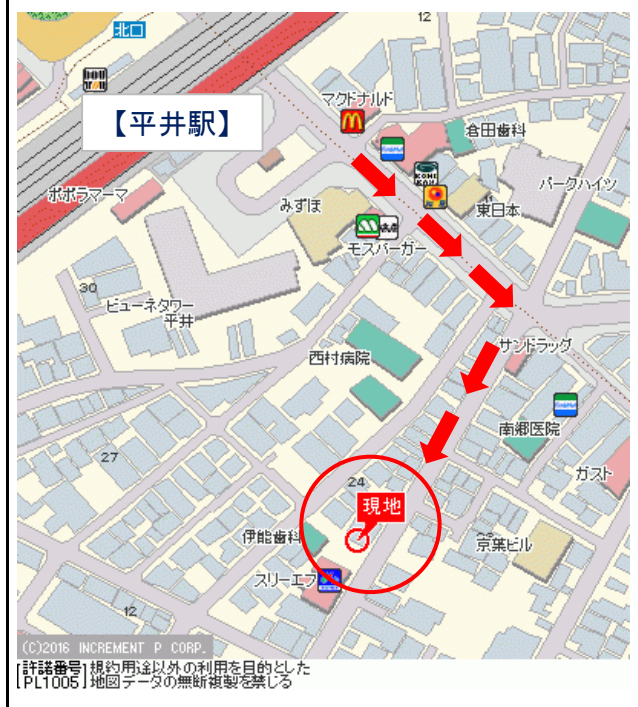 12
北口
マクドナルド
【平井駅】
倉田歯科
パークハイツ
ポポラマーマ
みずほ
東日本
モスバーガー
30
ビューネタワー
平井
サンドラッグ
西村病院
南郷医院
27
ガスト
24
現地
伊能歯科
京葉ビル
スリーエフ
12
(C)2016 INCREMENT P CORP.
[許諾番号]規約用途以外の利用を目的とした
[PL1005]地図データの無断複製を禁じる